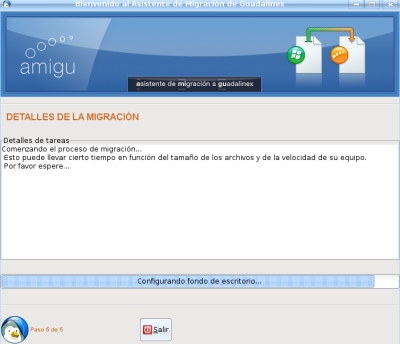 Bienvenido al Asistente de Migración de Guadalinex
amigu
asistente de migración a guadalinex
DETALLES DE LA MIGRACIÓN
Detalles de tareas
Comenzando el proceso de migración...
Esto puede llevar cierto tiempo en función del tamaño de los archivos y de la velocidad de su equipo.
Por favor espere...
Configurando fondo de escritorio...
Paso 5 de 5
Salir